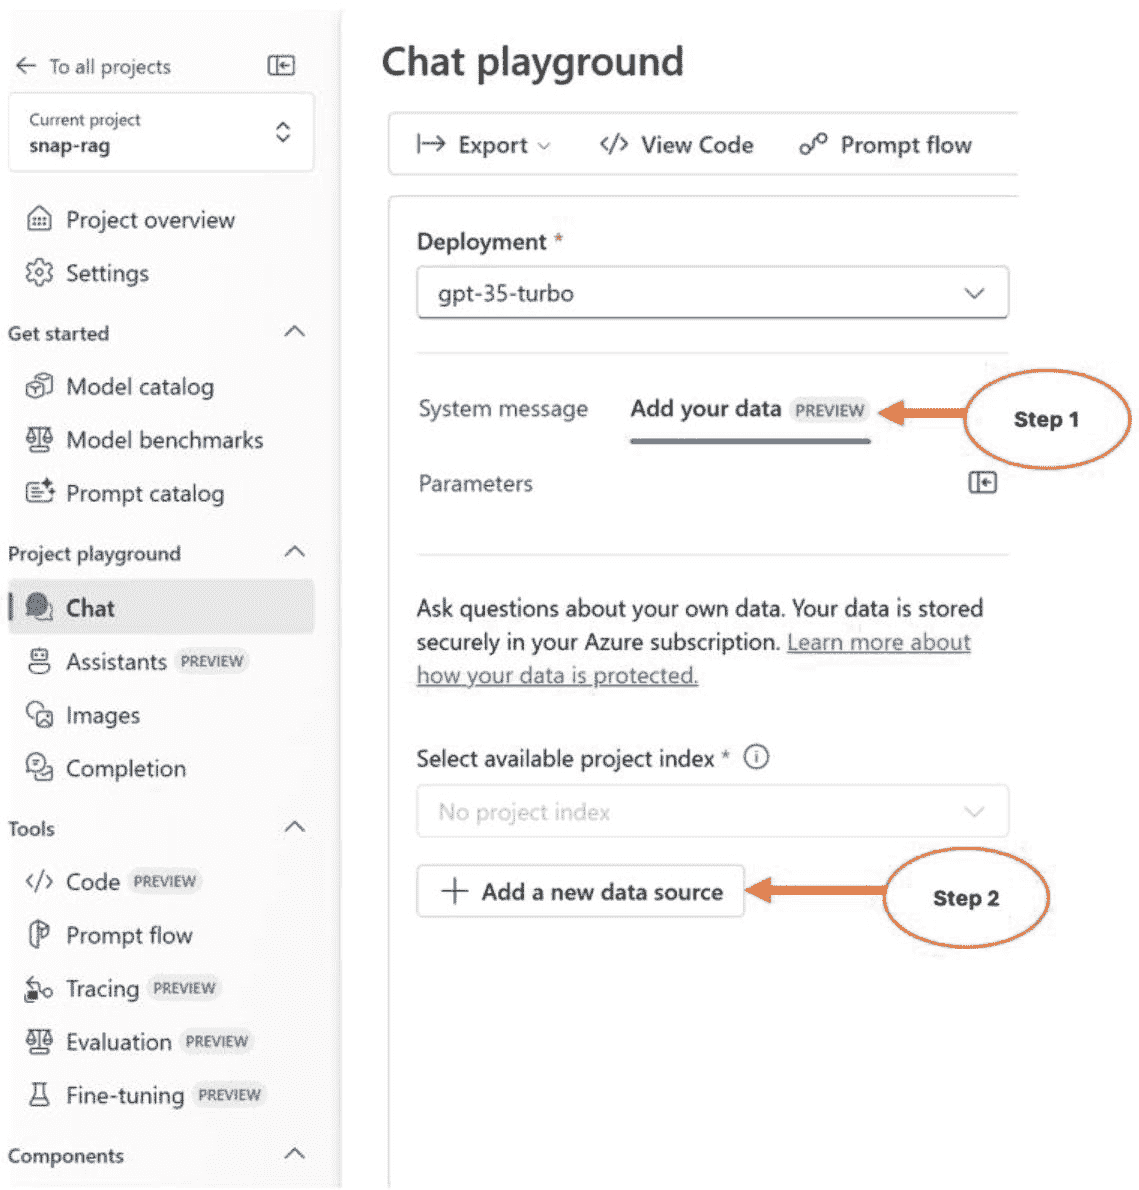 To all projects
Current project
snap-rag
Project overview
Settings
Get started
Model catalog
Model benchmarks
Prompt catalog
Project playground
Chat
Assistants PREVIEW
Images
Completion
Tools
Code PREVIEW
Prompt flow
Tracing PREVIEW
Evaluation PREVIEW
Fine-tuning PREVIEW
Components
Chat playground
Export View Code Prompt flow
Deployment *
gpt-35-turbo
System message Add your data PREVIEW
Step 1
Parameters
Ask questions about your own data. Your data is stored
securely in your Azure subscription. Learn more about
how your data is protected.
Select available project index *
No project index
Add a new data source
Step 2